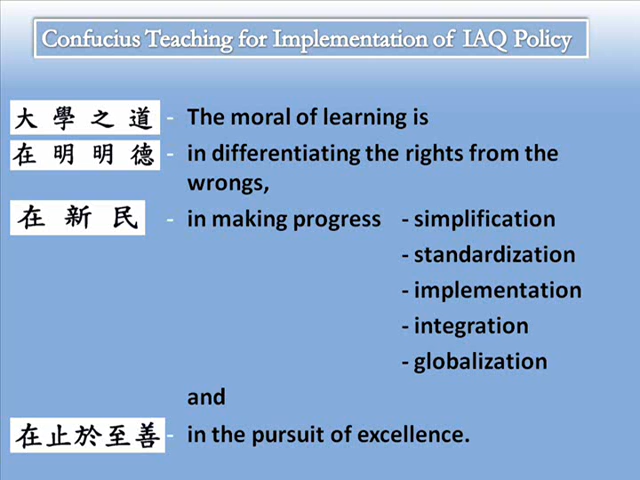 Confucius Teaching for Implementation of IAQ Policy
大學之道 - The moral of learning is
在明明德 - in differentiating the rights from the
wrongs,
在新民 - in making progress - simplification
- standardization
- implementation
- integration
- globalization
and
在止於至善 - in the pursuit of excellence.